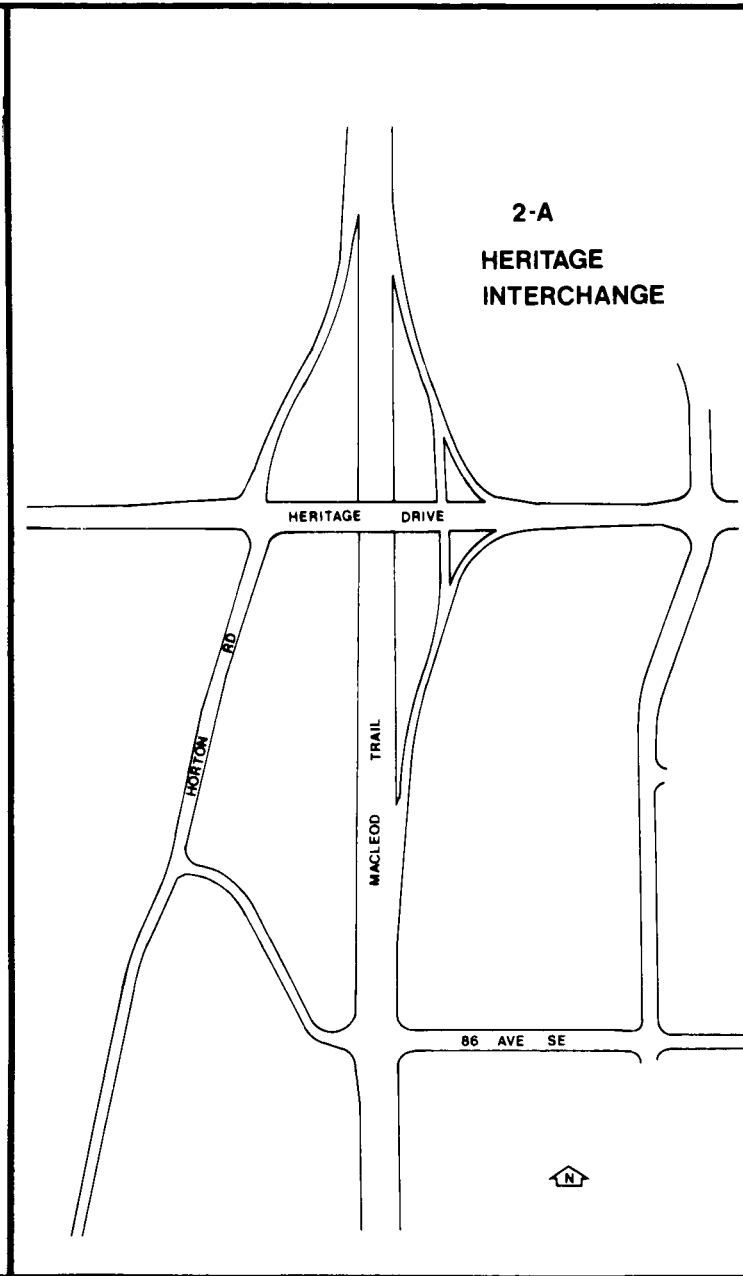 2-A
HERITAGE
INTERCHANGE
HERITAGE DRIVE
HORTON RD
MACLEOD TRAIL
86 AVE SE
N